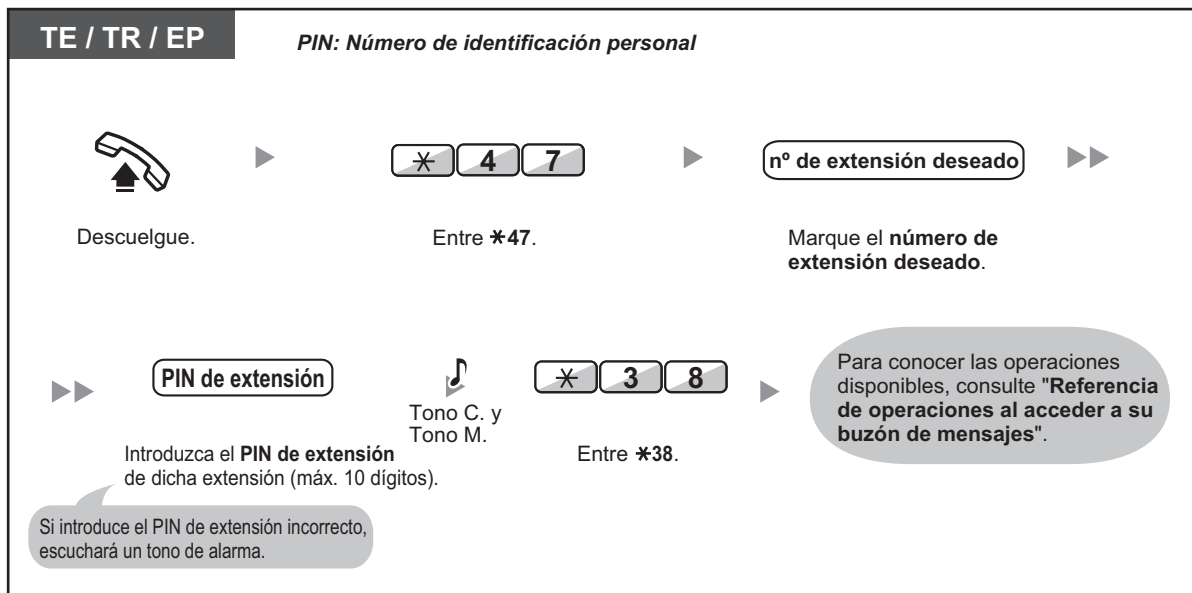 TE / TR / EP
PIN: Número de identificación personal
✳ 4 7
nº de extensión deseado
Descuelgue.
Entre ✳47.
Marque el número de
extensión deseado.
PIN de extensión
Tono C. y
Tono M.
✳ 3 8
Para conocer las operaciones
disponibles, consulte "Referencia
de operaciones al acceder a su
buzón de mensajes".
Introduzca el PIN de extensión
de dicha extensión (máx. 10 dígitos).
Entre ✳38.
Si introduce el PIN de extensión incorrecto,
escuchará un tono de alarma.